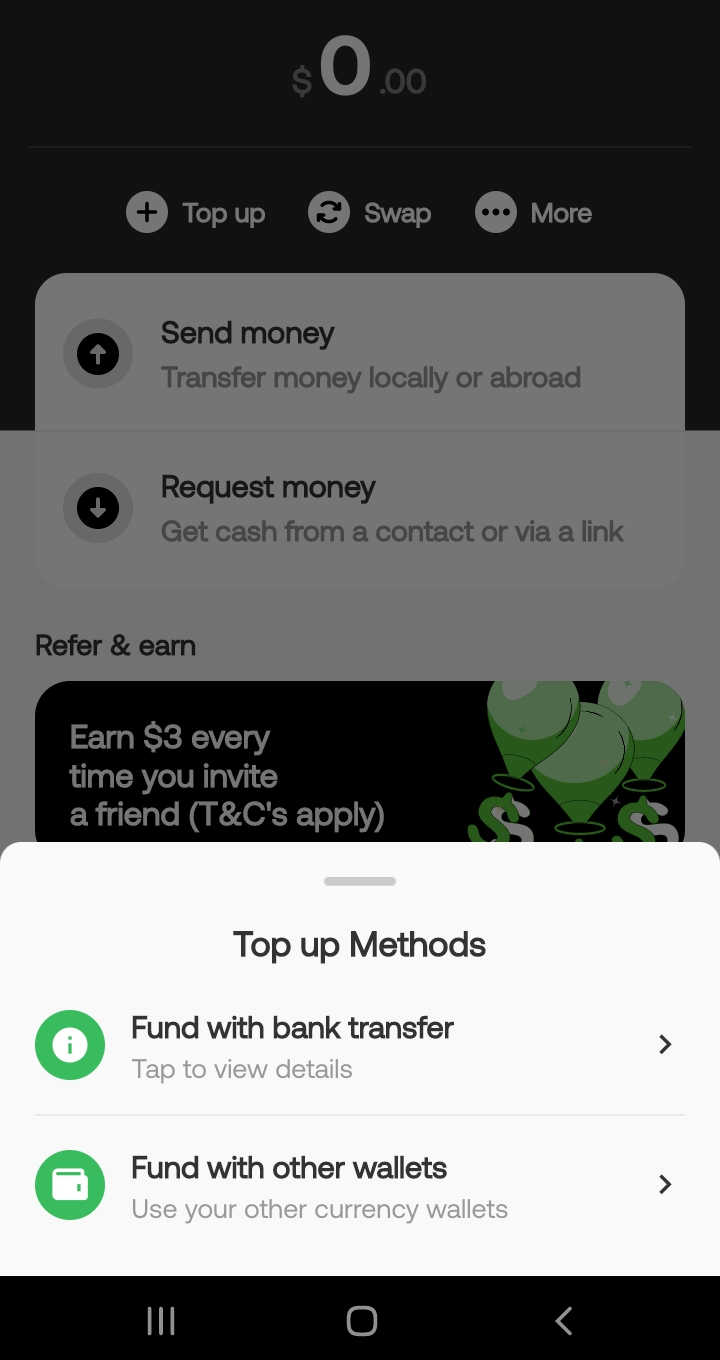 $0.00
Top up Swap More
Send money
Transfer money locally or abroad
Request money
Get cash from a contact or via a link
Refer & earn
Earn $3 every
time you invite
a friend (T&C's apply)
Top up Methods
Fund with bank transfer
Tap to view details
Fund with other wallets
Use your other currency wallets